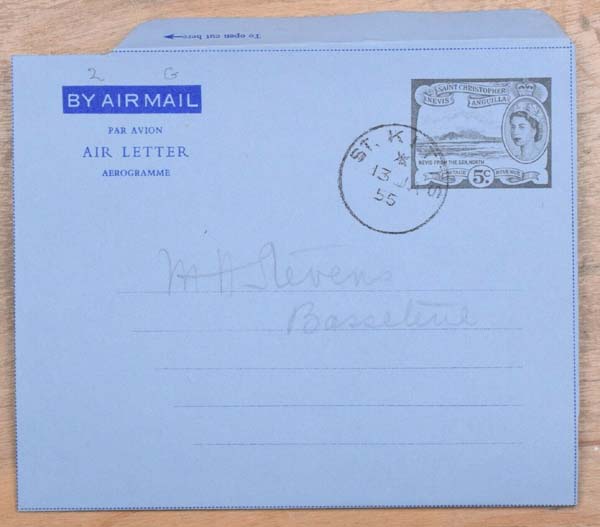 To open cut here
2 G
BY AIR MAIL
PAR AVION
AIR LETTER
AEROGRAMME
SAINT CHRISTOPHER
NEVIS ANGUILLA
NEVIS FROM THE SEA, NORTH
POSTAGE 5c REVENUE
ST. KITTS
13
55
Stevens
Basseterre